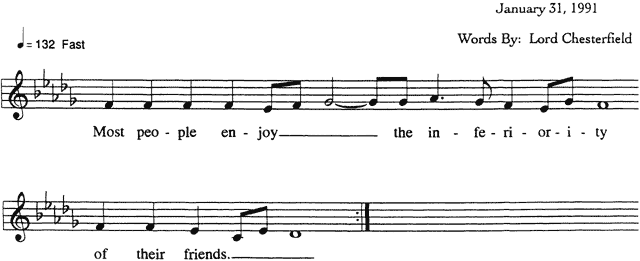 January 31, 1991
= 132 Fast
Words By: Lord Chesterfield
Most peo - ple en - joy the in - fe - ri - or - i - ty
of their friends.